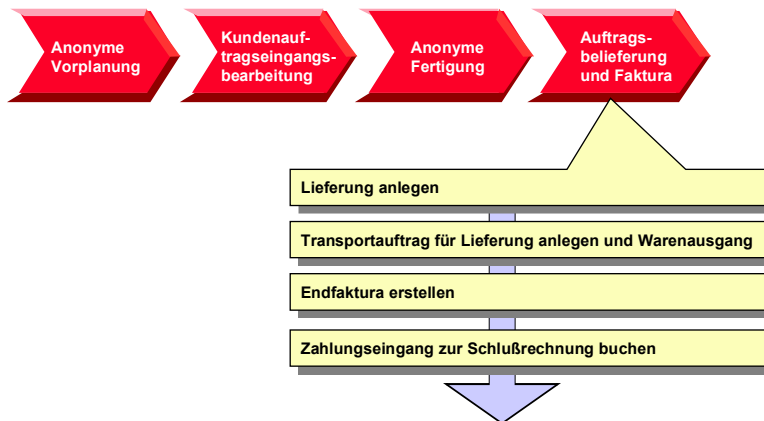 Anonyme
Vorplanung
Kundenauf-
tragseingangs-
bearbeitung
Anonyme
Fertigung
Auftrags-
belieferung
und Faktura
Lieferung anlegen
Transportauftrag für Lieferung anlegen und Warenausgang
Endfaktura erstellen
Zahlungseingang zur Schlußrechnung buchen